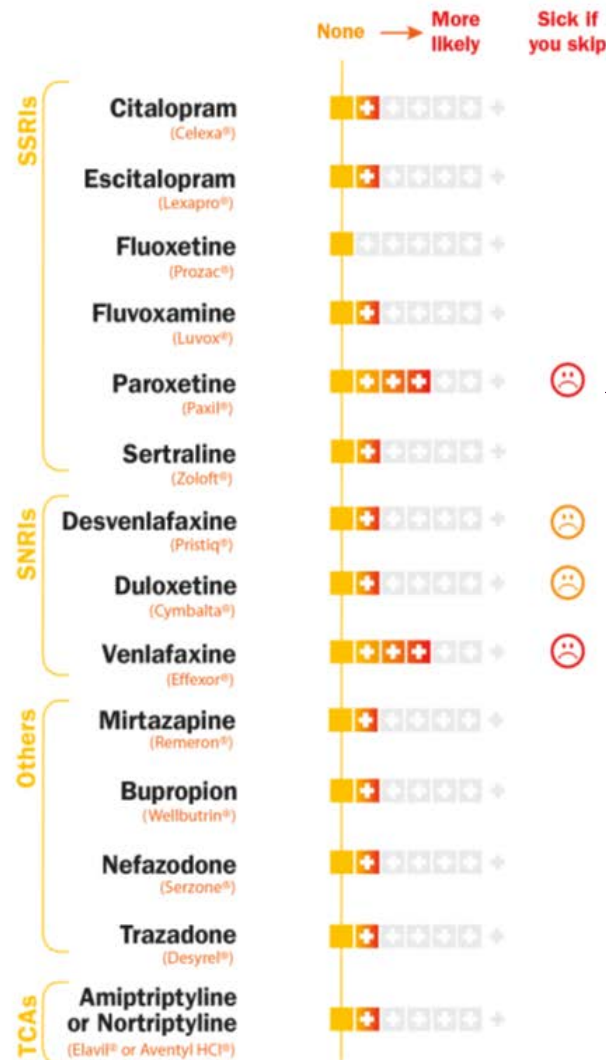 None → More likely
Sick if you skip
SSRIs
Citalopram
(Celexa®)
Escitalopram
(Lexapro®)
Fluoxetine
(Prozac®)
Fluvoxamine
(Luvox®)
Paroxetine
(Paxil®)
Sertraline
(Zoloft®)
SNRIs
Desvenlafaxine
(Pristiq®)
Duloxetine
(Cymbalta®)
Venlafaxine
(Effexor®)
Others
Mirtazapine
(Remeron®)
Bupropion
(Wellbutrin®)
Nefazodone
(Serzone®)
Trazadone
(Desyrel®)
TCAs
Amiptriptyline
or Nortriptyline
(Elavil® or Aventyl HCl®)